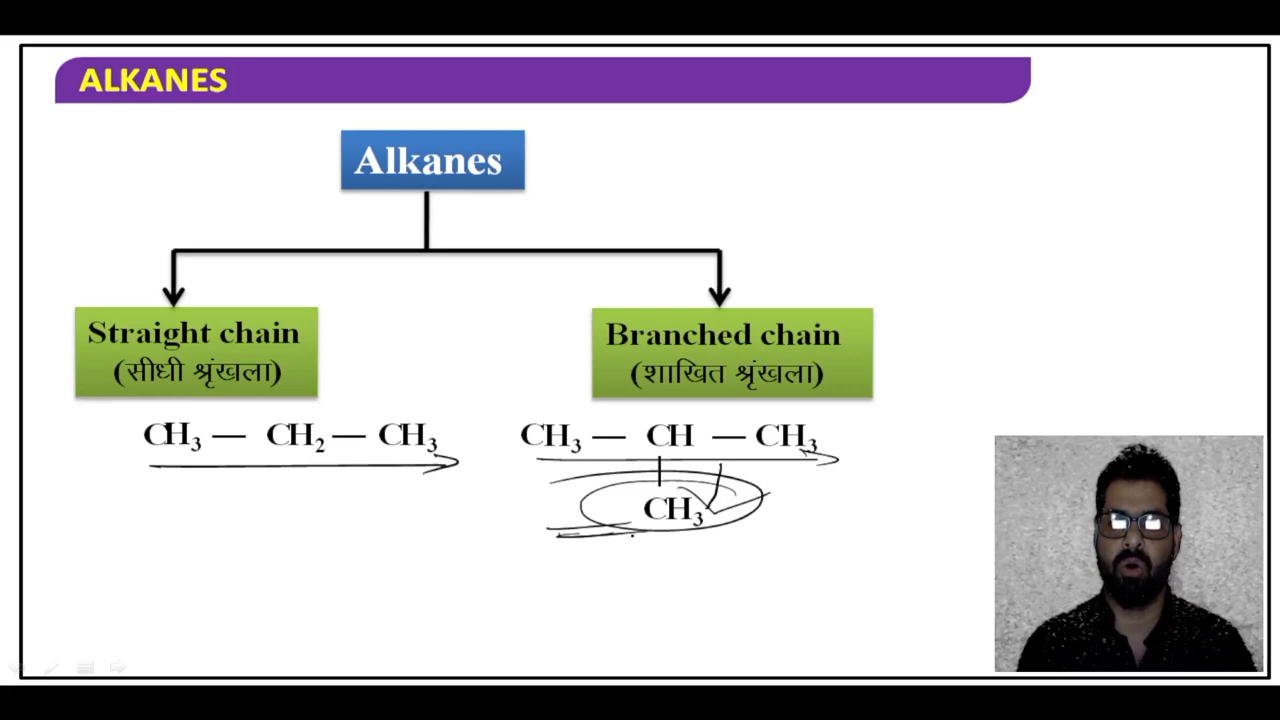 ALKANES
Alkanes
Straight chain
(सीधी श्रृंखला)
Branched chain
(शाखित श्रृंखला)
CH₃ — CH₂ — CH₃
CH₃ — CH — CH₃
|
CH₃